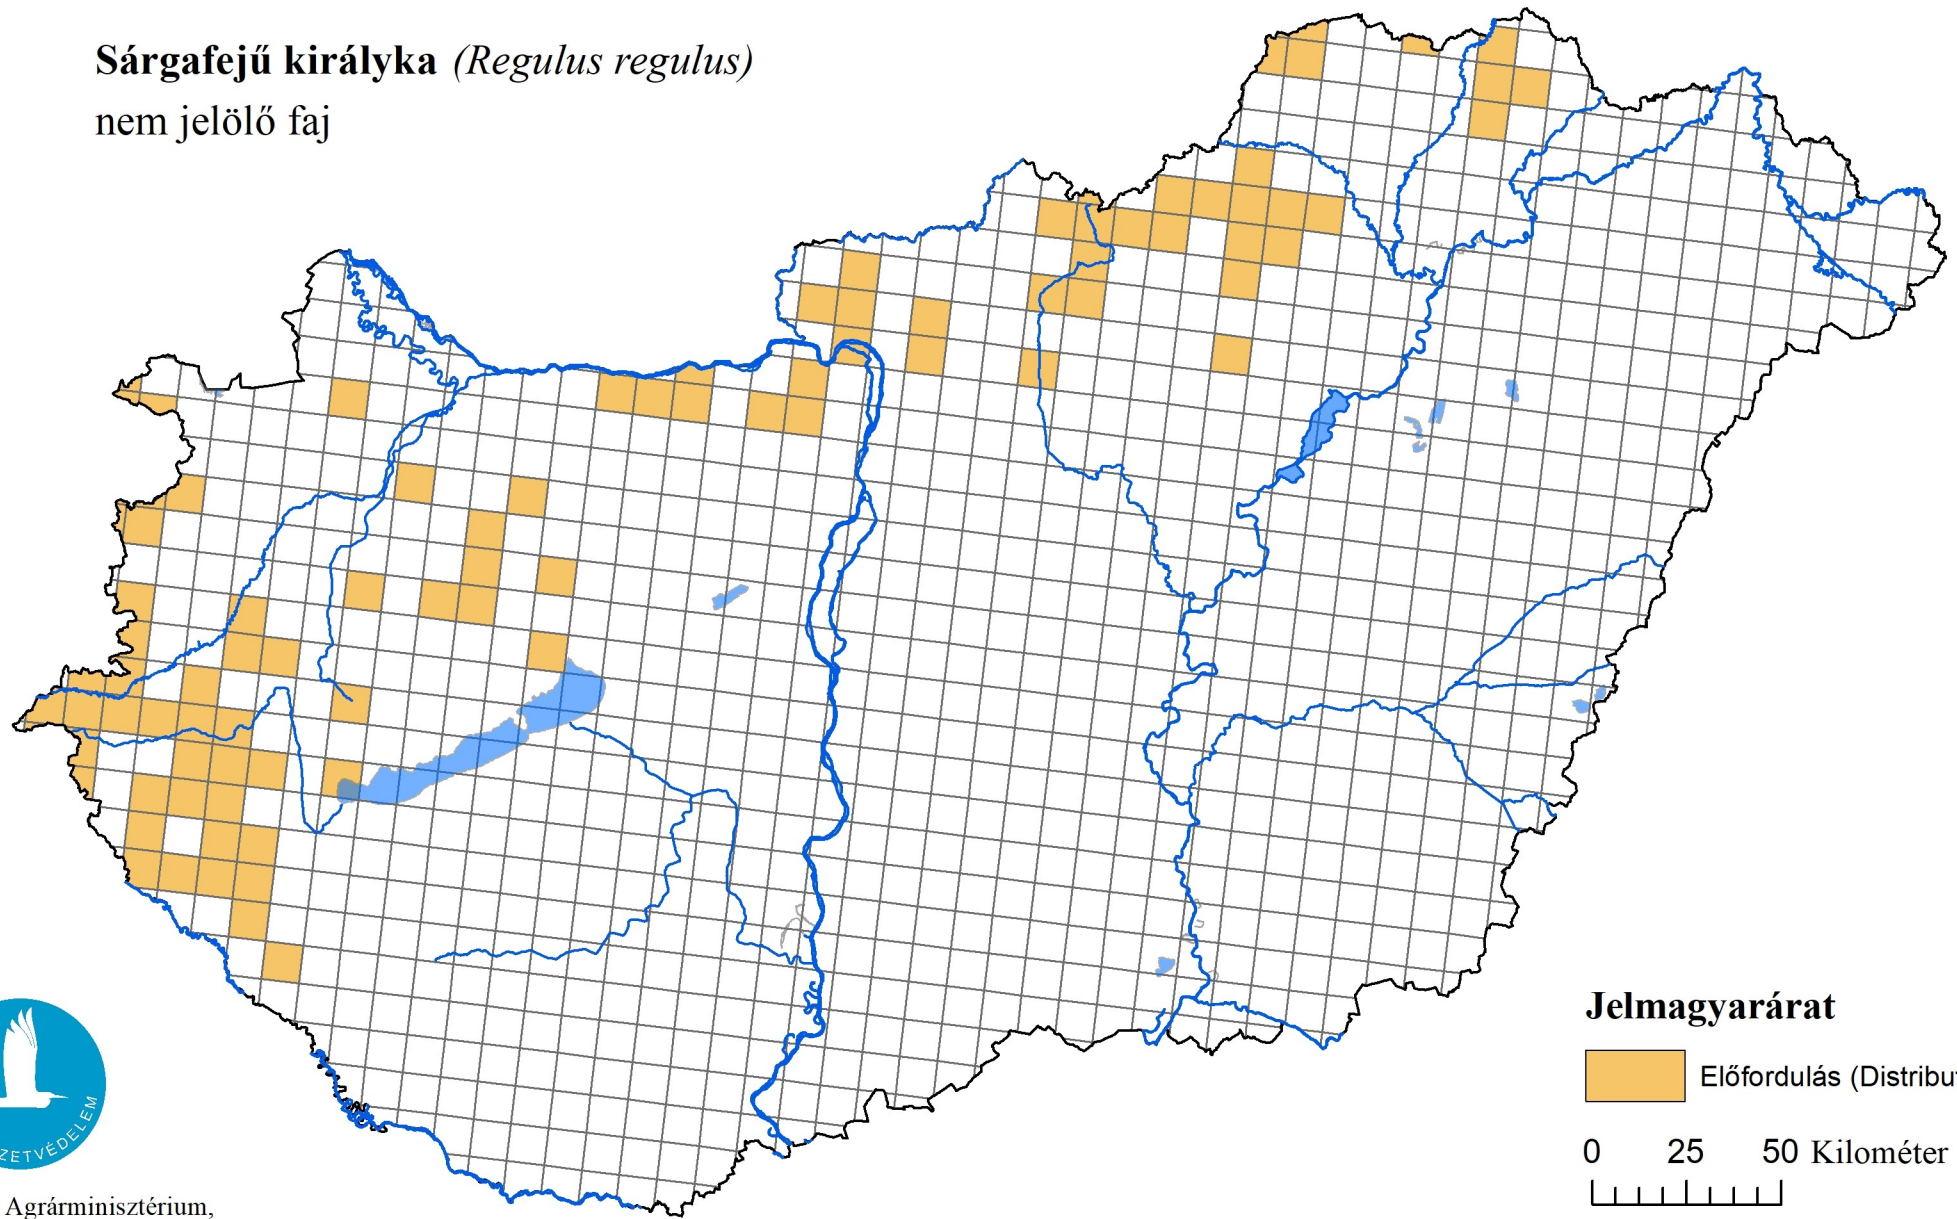 Sárgafejű királyka (Regulus regulus)
nem jelölő faj
Jelmagyarárat
Előfordulás (Distribu
0 25 50 Kilométer
ZETVÉDELEM
Agrárminisztérium,